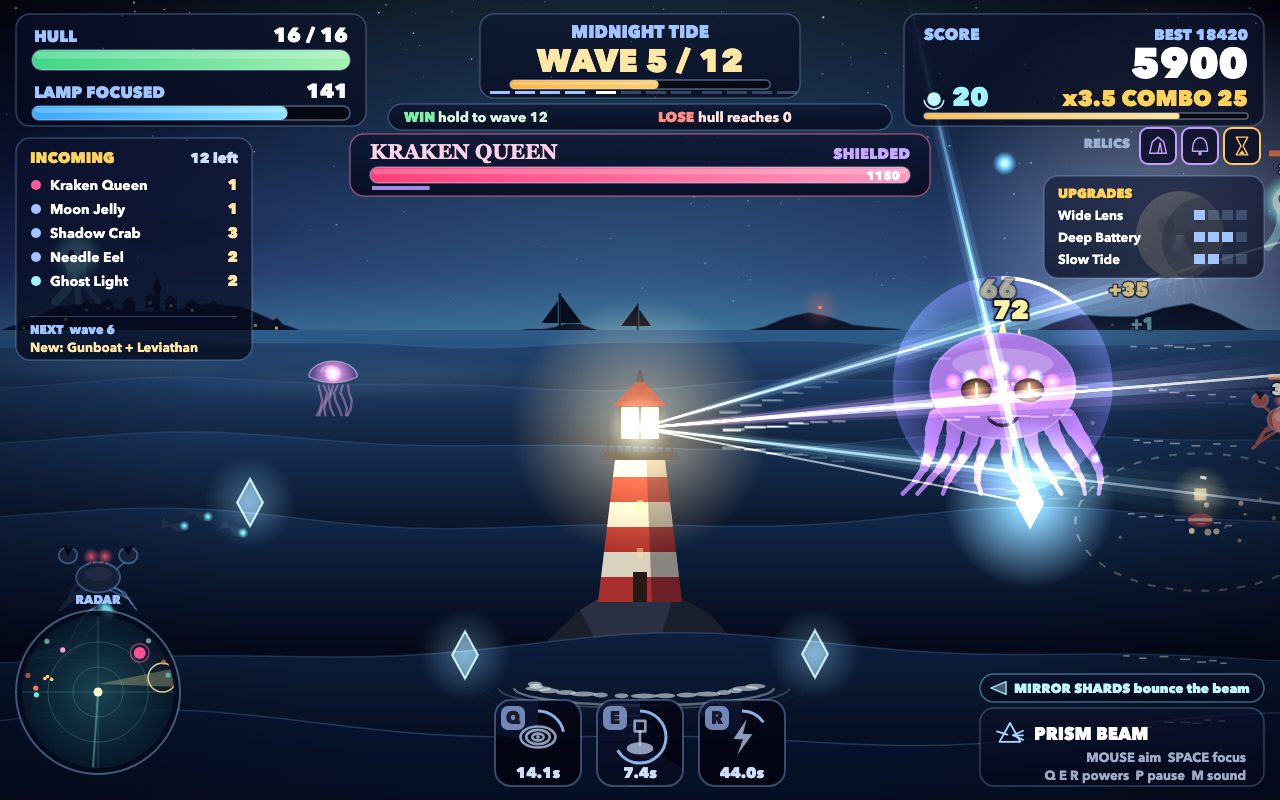 HULL 16 / 16
LAMP FOCUSED 141
MIDNIGHT TIDE
WAVE 5 / 12
SCORE BEST 18420
5900
20 x3.5 COMBO 25
WIN hold to wave 12 LOSE hull reaches 0
KRAKEN QUEEN SHIELDED
1150
RELICS
INCOMING 12 left
Kraken Queen 1
Moon Jelly 1
Shadow Crab 3
Needle Eel 2
Ghost Light 2
NEXT wave 6
New: Gunboat + Leviathan
UPGRADES
Wide Lens
Deep Battery
Slow Tide
66
72
+35
+1
RADAR
Q 14.1s
E 7.4s
R 44.0s
MIRROR SHARDS bounce the beam
PRISM BEAM
MOUSE aim SPACE focus
Q E R powers P pause M sound